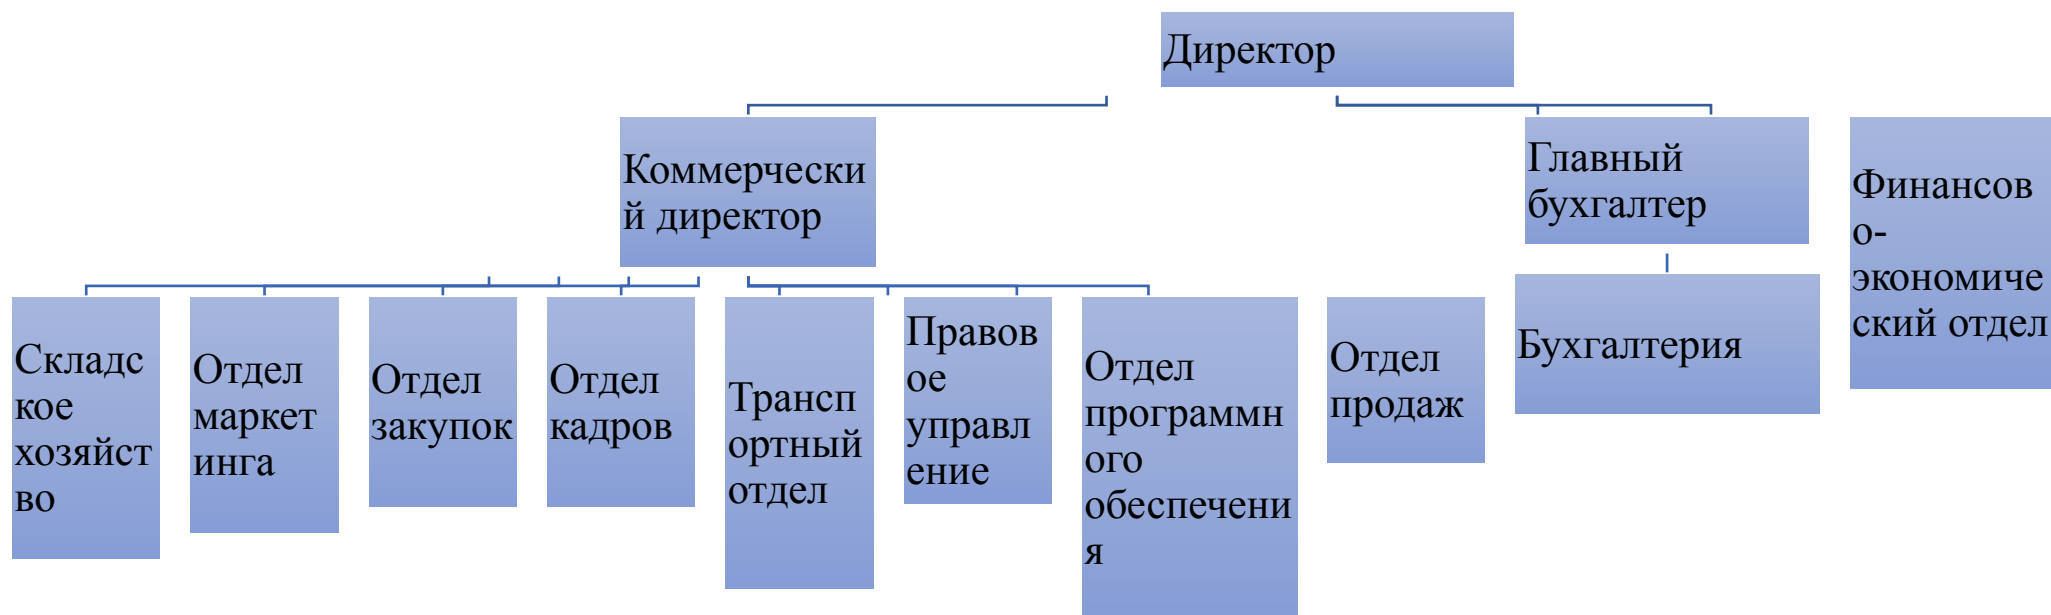 Директор
Коммерчески
й директор
Главный
бухгалтер
Финансов
о-
экономиче
ский отдел
Складс
кое
хозяйст
во
Отдел
маркет
инга
Отдел
закупок
Отдел
кадров
Трансп
ортный
отдел
Правов
ое
управл
ение
Отдел
программн
ого
обеспечени
я
Отдел
продаж
Бухгалтерия